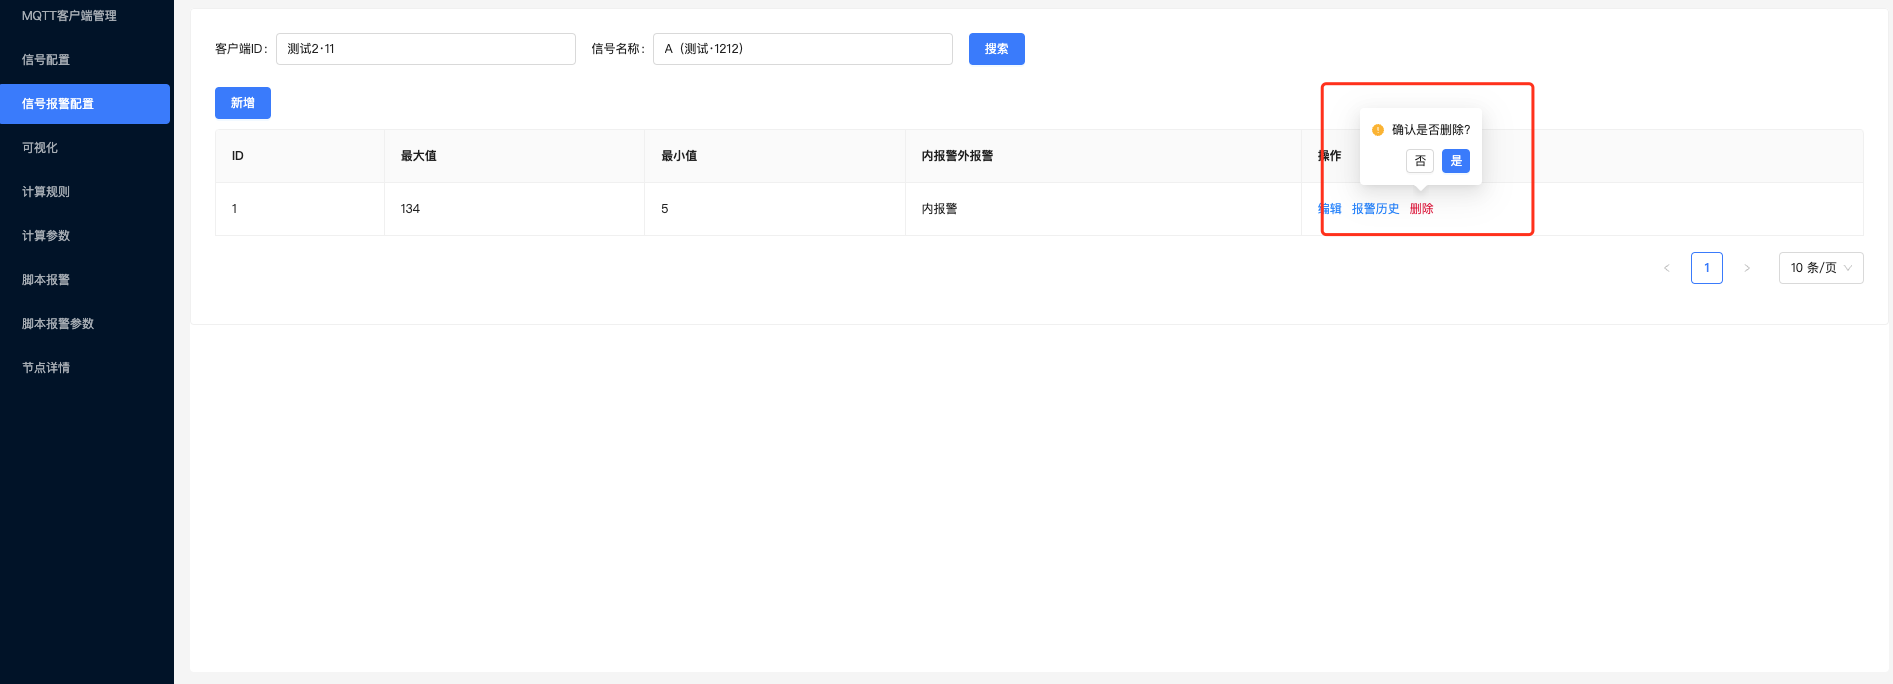 MQTT客户端管理
信号配置
信号报警配置
可视化
计算规则
计算参数
脚本报警
脚本报警参数
节点详情
客户端ID： 测试2·11 信号名称： A（测试·1212） 搜索
新增
确认是否删除？
否 是
ID 最大值 最小值 内报警外报警 操作
1 134 5 内报警 编辑 报警历史 删除
< 1 > 10 条/页